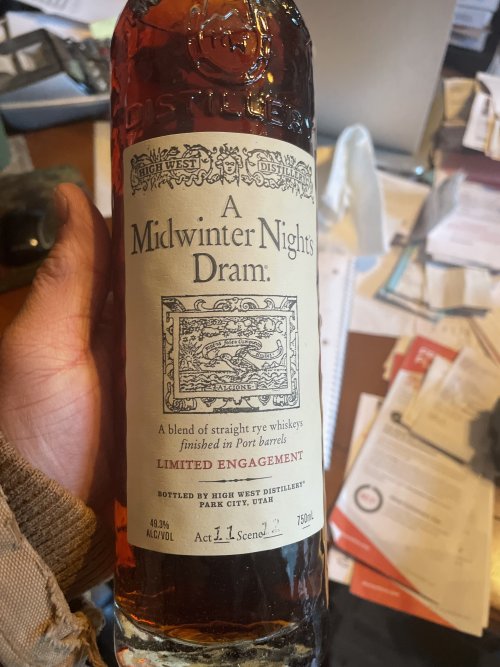 DISTILLERY
HIGH WEST DISTILLERY
A
Midwinter Night's
Dram.
A blend of straight rye whiskeys
finished in Port barrels
LIMITED ENGAGEMENT
BOTTLED BY HIGH WEST DISTILLERY®
PARK CITY, UTAH
49.3%
ALC/VOL
Act 11 Scene
750mL